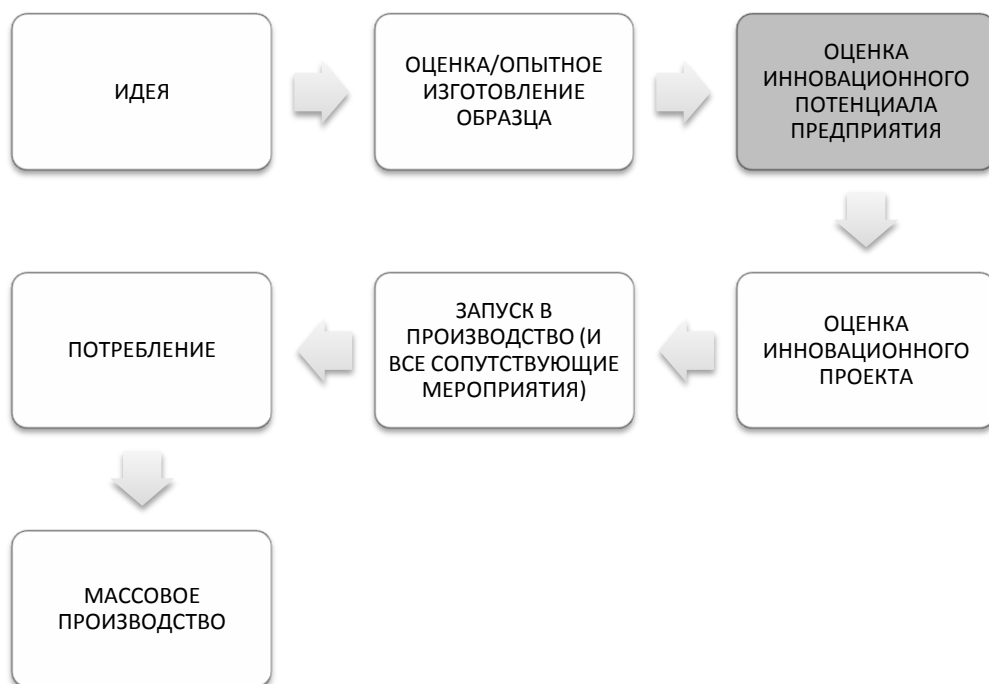 ИДЕЯ
ОЦЕНКА/ОПЫТНОЕ
ИЗГОТОВЛЕНИЕ
ОБРАЗЦА
ОЦЕНКА
ИННОВАЦИОННОГО
ПОТЕНЦИАЛА
ПРЕДПРИЯТИЯ
ОЦЕНКА
ИННОВАЦИОННОГО
ПРОЕКТА
ЗАПУСК В
ПРОИЗВОДСТВО (И
ВСЕ СОПУТСТВУЮЩИЕ
МЕРОПРИЯТИЯ)
ПОТРЕБЛЕНИЕ
МАССОВОЕ
ПРОИЗВОДСТВО